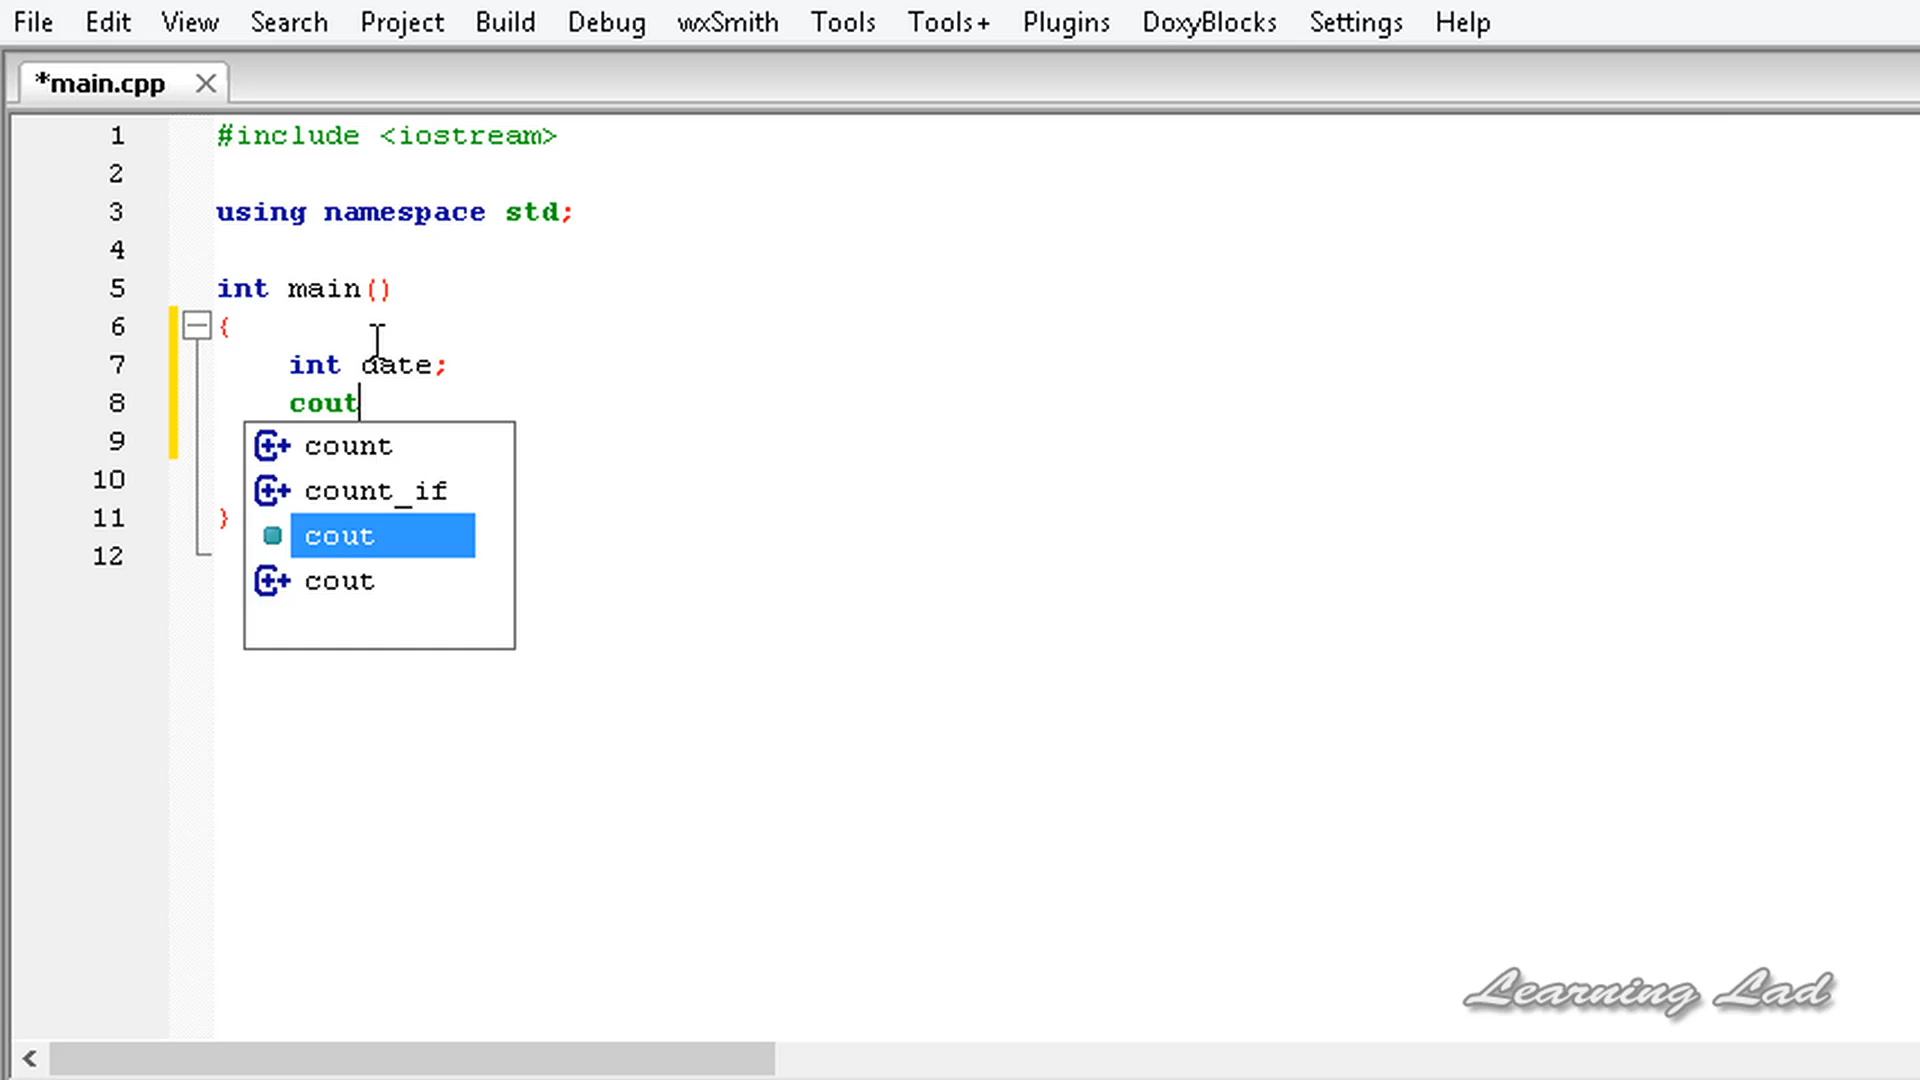 File Edit View Search Project Build Debug wxSmith Tools Tools+ Plugins DoxyBlocks Settings Help
*main.cpp
1 #include <iostream>
2
3 using namespace std;
4
5 int main()
6 {
7 int date;
8 cout
9
10
11 }
12
count
count_if
cout
cout
Learning Lad